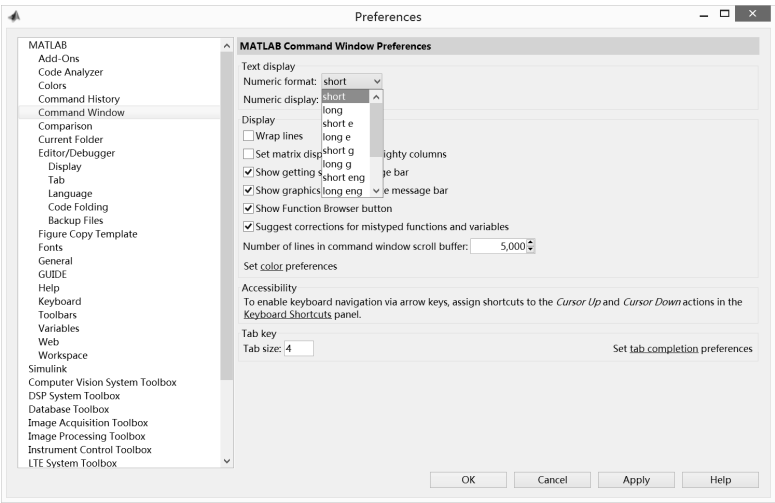 Preferences
MATLAB
Add-Ons
Code Analyzer
Colors
Command History
Command Window
Comparison
Current Folder
Editor/Debugger
Display
Tab
Language
Code Folding
Backup Files
Figure Copy Template
Fonts
General
GUIDE
Help
Keyboard
Toolbars
Variables
Web
Workspace
Simulink
Computer Vision System Toolbox
DSP System Toolbox
Database Toolbox
Image Acquisition Toolbox
Image Processing Toolbox
Instrument Control Toolbox
LTE System Toolbox
MATLAB Command Window Preferences
Text display
Numeric format: short
Numeric display:
short
long
short e
long e
short g
long g
short eng
long eng
Display
Wrap lines
Set matrix disp ighty columns
Show getting s ge bar
Show graphics e message bar
Show Function Browser button
Suggest corrections for mistyped functions and variables
Number of lines in command window scroll buffer: 5,000
Set color preferences
Accessibility
To enable keyboard navigation via arrow keys, assign shortcuts to the Cursor Up and Cursor Down actions in the
Keyboard Shortcuts panel.
Tab key
Tab size: 4 Set tab completion preferences
OK Cancel Apply Help